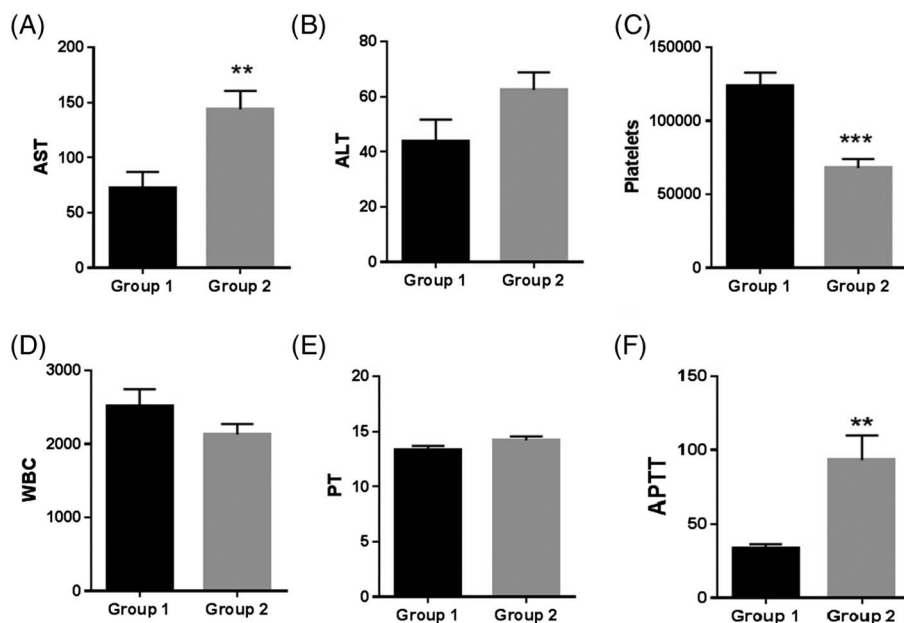 (A)
AST
200
150
100
50
0
**
Group 1 Group 2
(B)
ALT
80
60
40
20
0
Group 1 Group 2
(C)
Platelets
150000
100000
50000
0
***
Group 1 Group 2
(D)
WBC
3000
2000
1000
0
Group 1 Group 2
(E)
PT
20
15
10
5
0
Group 1 Group 2
(F)
APTT
150
100
50
0
**
Group 1 Group 2